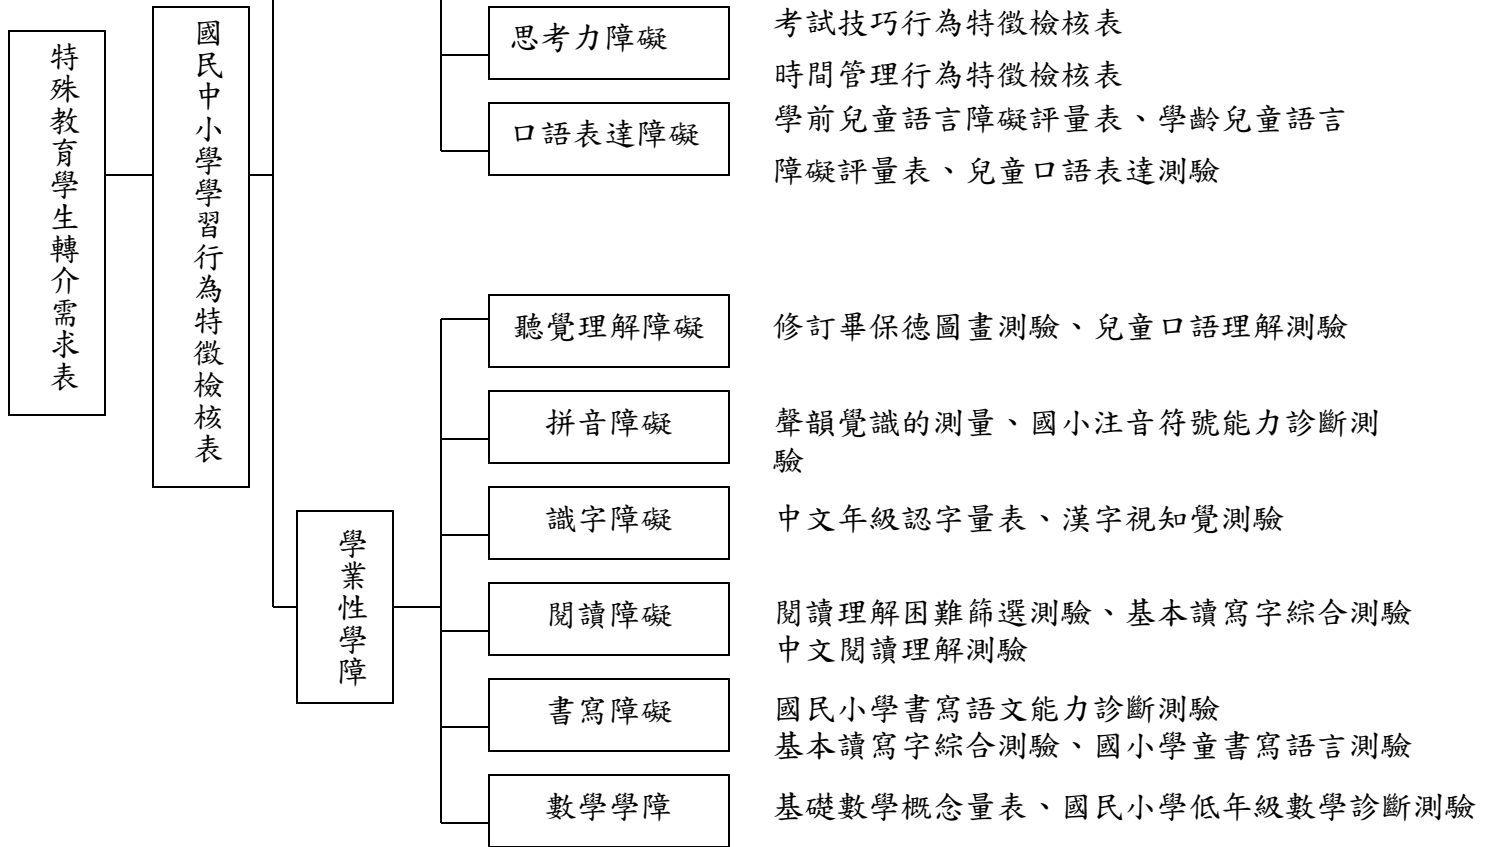 特殊教育學生轉介需求表
國民中小學學習行為特徵檢核表
思考力障礙
考試技巧行為特徵檢核表
時間管理行為特徵檢核表
口語表達障礙
學前兒童語言障礙評量表、學齡兒童語言
障礙評量表、兒童口語表達測驗
學業性學障
聽覺理解障礙
修訂畢保德圖畫測驗、兒童口語理解測驗
拼音障礙
聲韻覺識的測量、國小注音符號能力診斷測
驗
識字障礙
中文年級認字量表、漢字視知覺測驗
閱讀障礙
閱讀理解困難篩選測驗、基本讀寫字綜合測驗
中文閱讀理解測驗
書寫障礙
國民小學書寫語文能力診斷測驗
基本讀寫字綜合測驗、國小學童書寫語言測驗
數學學障
基礎數學概念量表、國民小學低年級數學診斷測驗